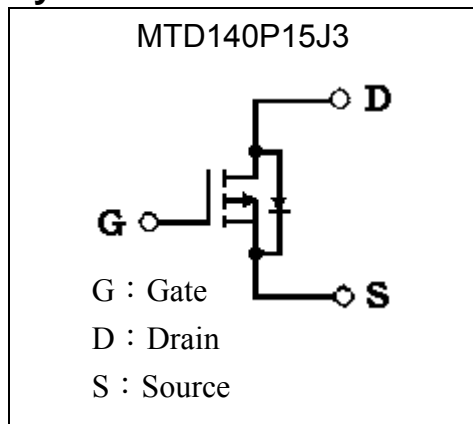 MTD140P15J3
D
G
S
G：Gate
D：Drain
S：Source